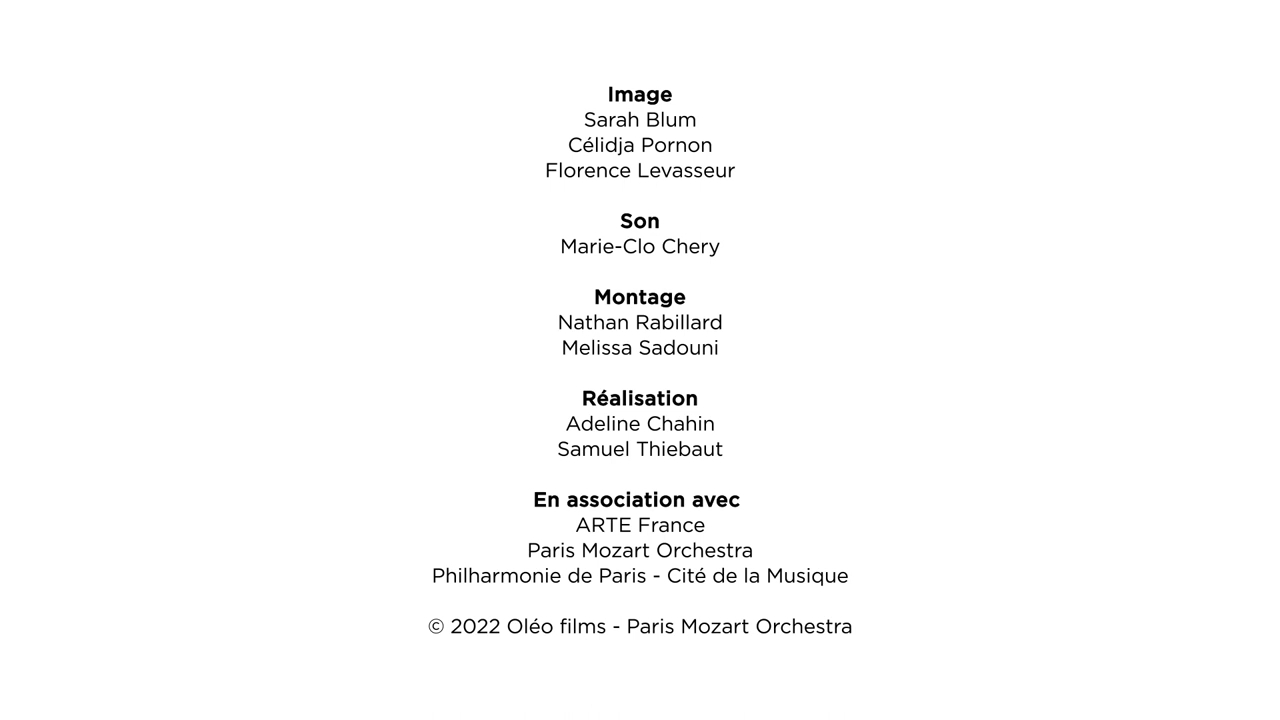 Image
Sarah Blum
Célidja Pornon
Florence Levasseur
Son
Marie-Clo Chery
Montage
Nathan Rabillard
Melissa Sadouni
Réalisation
Adeline Chahin
Samuel Thiebaut
En association avec
ARTE France
Paris Mozart Orchestra
Philharmonie de Paris - Cité de la Musique
© 2022 Oléo films - Paris Mozart Orchestra